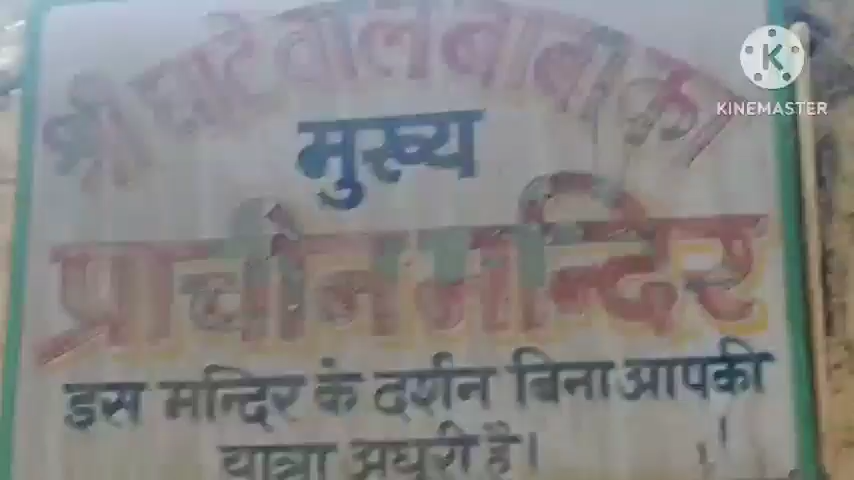 श्री घाटे वाले बाबा का
मुख्य
प्राचीन मन्दिर
इस मन्दिर के दर्शन बिना आपकी
यात्रा अधुरी है।
KINEMASTER